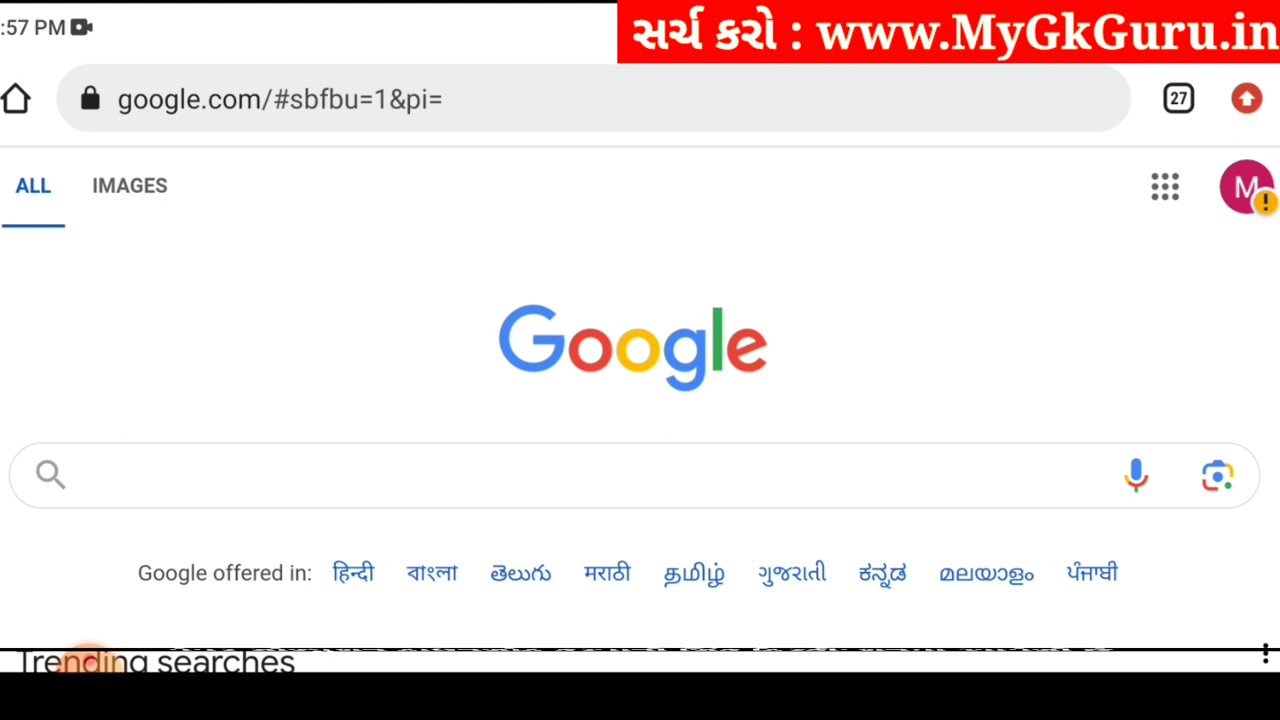 :57 PM
સર્ચ કરો : www.MyGkGuru.in
google.com/#sbfbu=1&pi=
27
ALL IMAGES
M
Google
Google offered in: हिन्दी বাংলা తెలుగు मराठी தமிழ் ગુજરાતી ಕನ್ನಡ മലയാളം ਪੰਜਾਬੀ
Trending searches